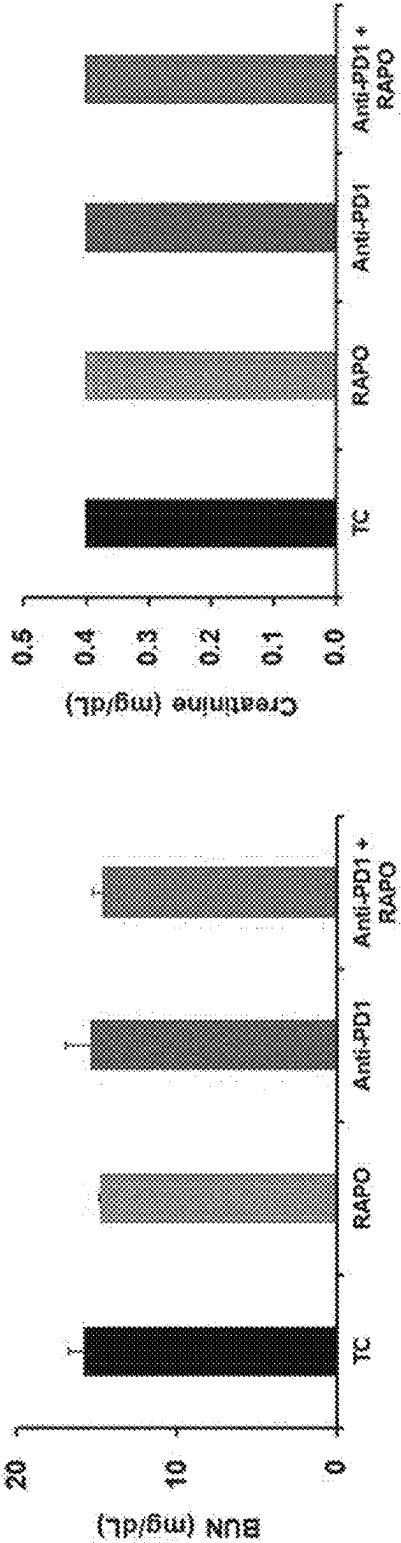 BUN (mg/dL)
20
10
0
TC
RAPO
Anti-PD1
Anti-PD1 +
RAPO
Creatinine (mg/dL)
0.5
0.4
0.3
0.2
0.1
0.0
TC
RAPO
Anti-PD1
Anti-PD1 +
RAPO